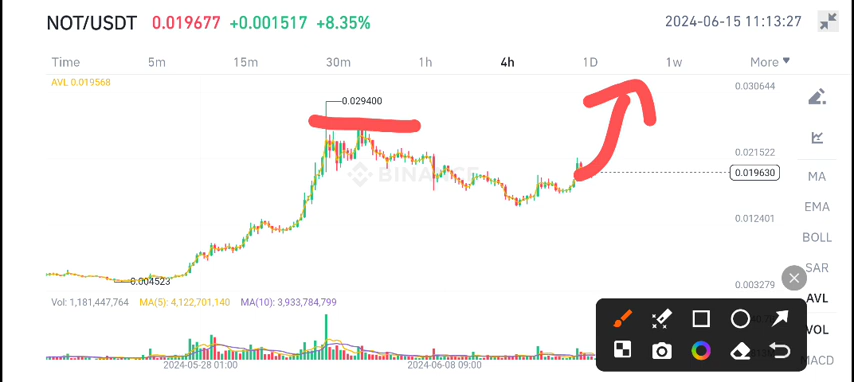 NOT/USDT 0.019677 +0.001517 +8.35% 2024-06-15 11:13:27
Time 5m 15m 30m 1h 4h 1D 1w More
AVL 0.019568
0.030644
0.029400
0.021522
BINANCE
0.019630
MA
EMA
0.012401
BOLL
SAR
0.004523
0.003279
AVL
Vol: 1,181,447,764 MA(5): 4,122,701,140 MA(10): 3,933,784,799
VOL
MACD
2024-05-28 01:00 2024-06-08 09:00